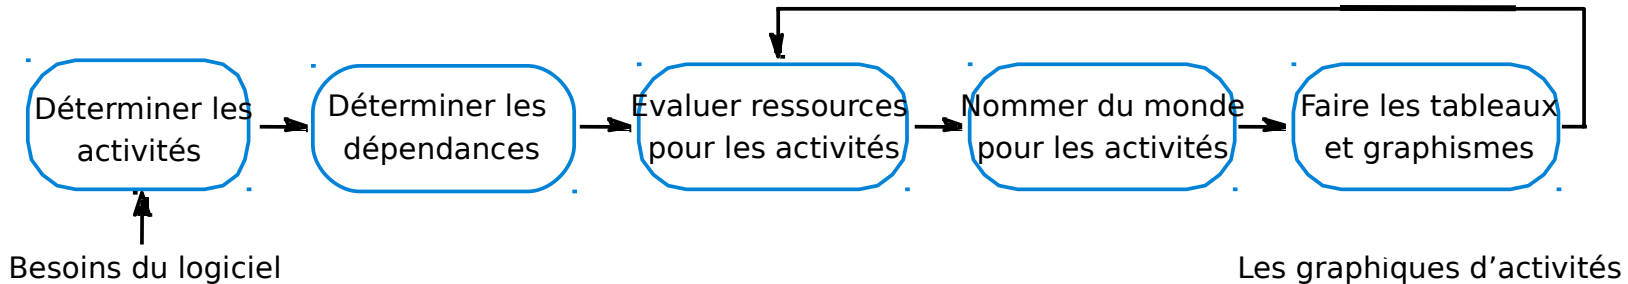 Déterminer les
activités
Déterminer les
dépendances
Evaluer ressources
pour les activités
Nommer du monde
pour les activités
Faire les tableaux
et graphismes
Besoins du logiciel
Les graphiques d’activités